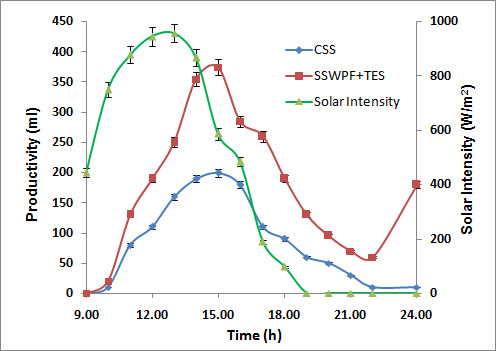 450
400
350
300
250
200
150
100
50
0
Productivity (ml)
1000
800
600
400
200
0
Solar Intensity (W/m²)
CSS
SSWPF+TES
Solar Intensity
9.00 12.00 15.00 18.00 21.00 24.00
Time (h)